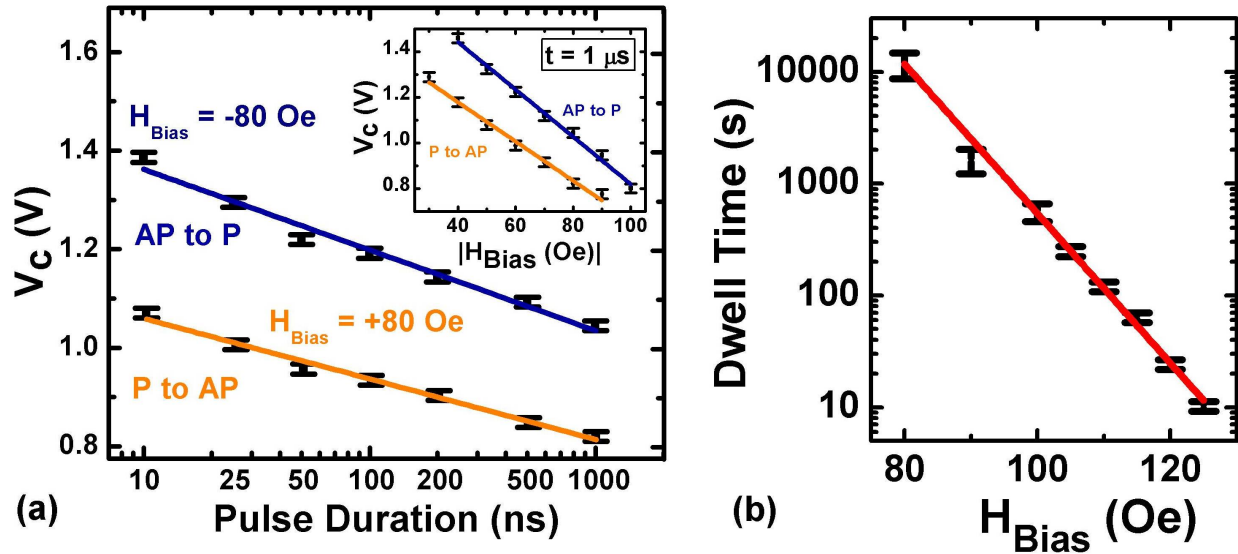 1.6
1.4
1.2
1.0
0.8
V_C (V)
H_Bias = -80 Oe
AP to P
H_Bias = +80 Oe
P to AP
10 25 50 100 200 500 1000
Pulse Duration (ns)
(a)
t = 1 μs
1.4
1.2
1.0
0.8
V_C (V)
AP to P
P to AP
40 60 80 100
|H_Bias (Oe)|
10000
1000
100
10
Dwell Time (s)
80 100 120
H_Bias (Oe)
(b)